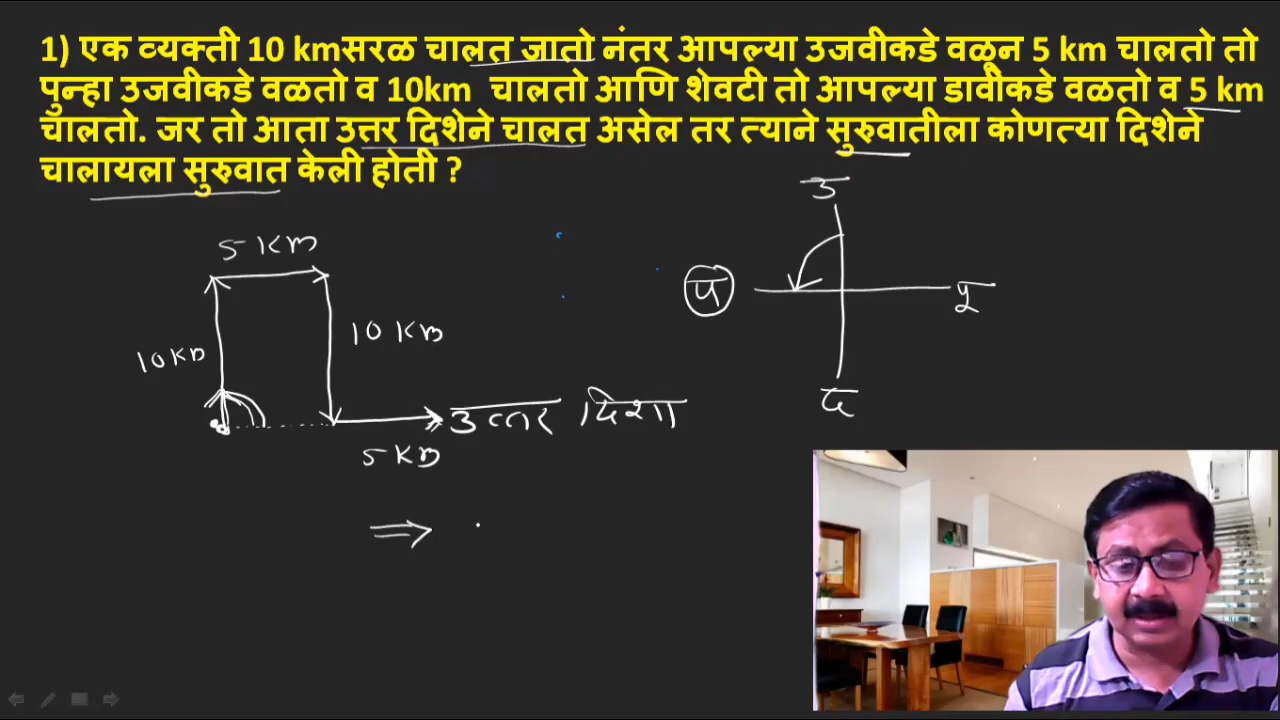 1) एक व्यक्ती 10 kmसरळ चालत जातो नंतर आपल्या उजवीकडे वळून 5 km चालतो तो
पुन्हा उजवीकडे वळतो व 10km चालतो आणि शेवटी तो आपल्या डावीकडे वळतो व 5 km
चालतो. जर तो आता उत्तर दिशेने चालत असेल तर त्याने सुरुवातीला कोणत्या दिशेने
चालायला सुरुवात केली होती ?
उ
5 KM
प
पू
10 KM
10 KM
द
उत्तर दिशा
5 KM